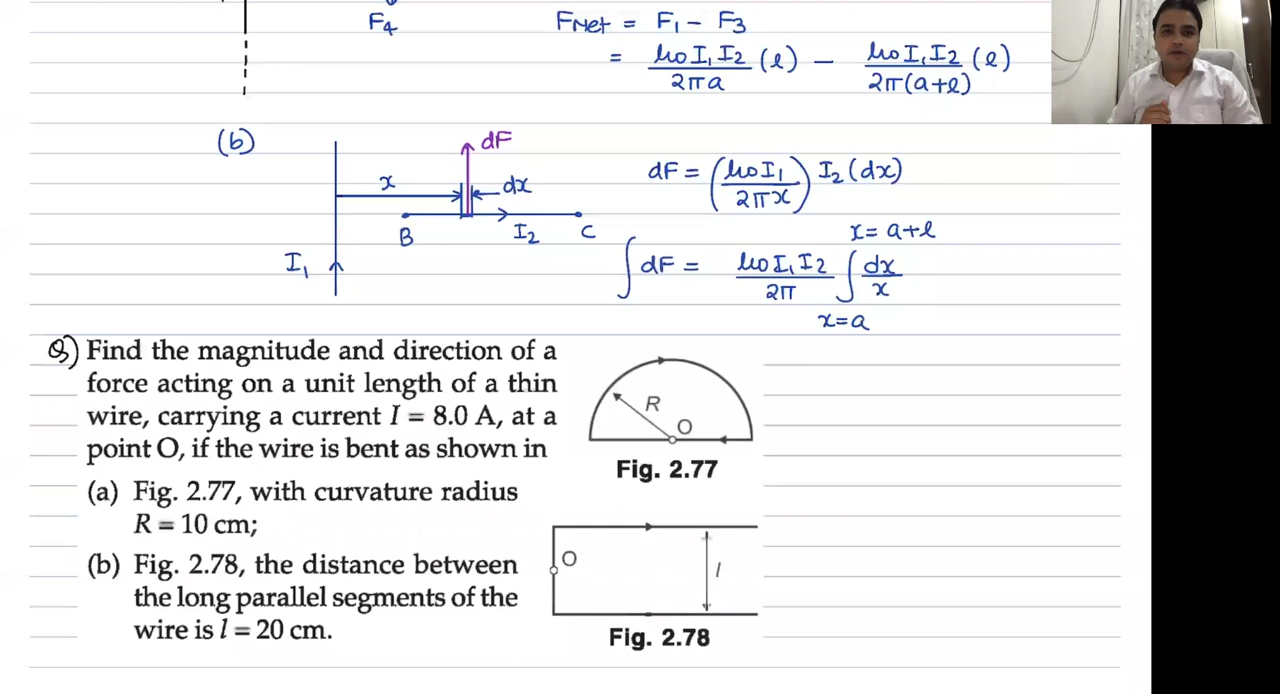 F₄
F_Net = F₁ − F₃
= μ₀I₁I₂/2πa (l) − μ₀I₁I₂/2π(a+l) (l)
(b)
dF
x
dx
B
I₂
C
I₁
dF = (μ₀I₁/2πx) I₂(dx)
x = a+l
∫dF = μ₀I₁I₂/2π ∫dx/x
x=a
Q) Find the magnitude and direction of a
force acting on a unit length of a thin
wire, carrying a current I = 8.0 A, at a
point O, if the wire is bent as shown in
(a) Fig. 2.77, with curvature radius
R = 10 cm;
(b) Fig. 2.78, the distance between
the long parallel segments of the
wire is l = 20 cm.
R
O
Fig. 2.77
O
l
Fig. 2.78